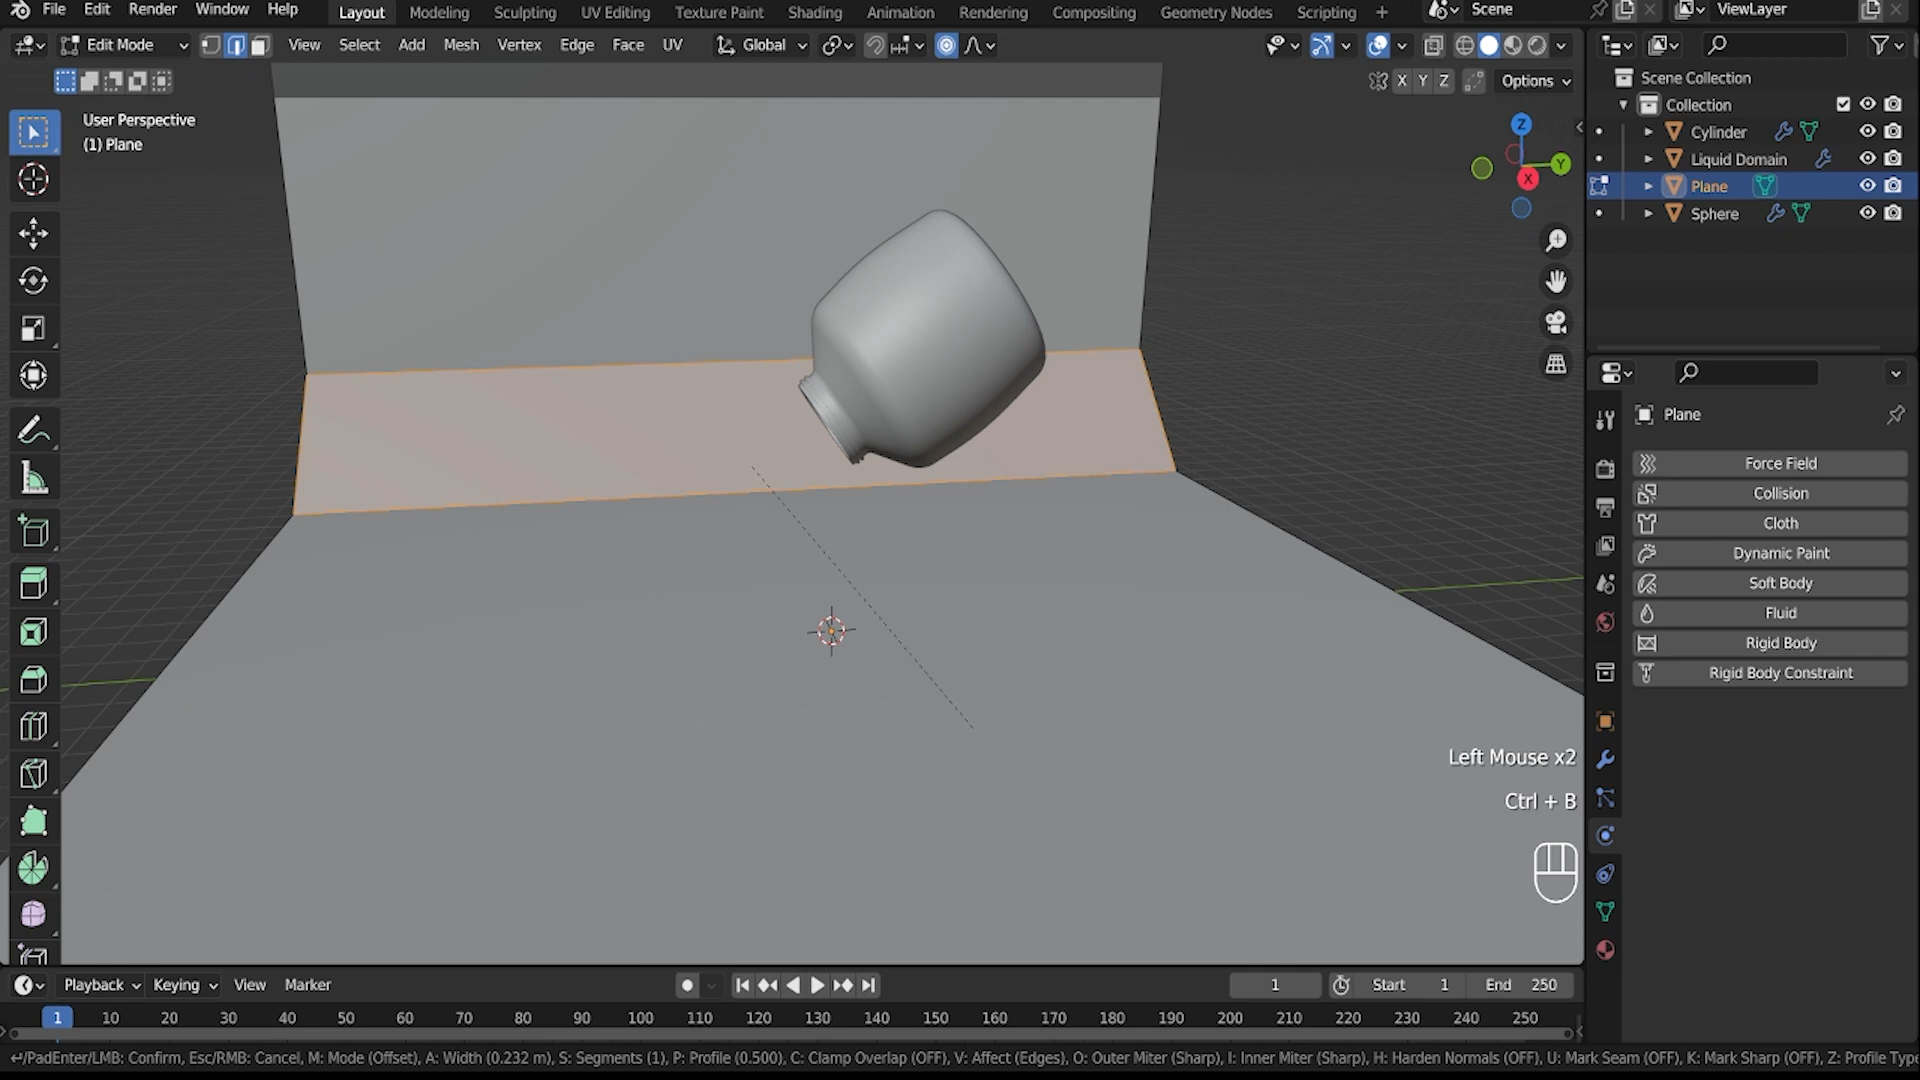 File Edit Render Window Help Layout Modeling Sculpting UV Editing Texture Paint Shading Animation Rendering Compositing Geometry Nodes Scripting + Scene ViewLayer
Edit Mode View Select Add Mesh Vertex Edge Face UV Global
X Y Z Options
User Perspective
(1) Plane
Z
Y
X
Scene Collection
Collection
Cylinder
Liquid Domain
Plane
Sphere
Plane
Force Field
Collision
Cloth
Dynamic Paint
Soft Body
Fluid
Rigid Body
Rigid Body Constraint
Left Mouse x2
Ctrl + B
Playback Keying View Marker 1 Start 1 End 250
1 10 20 30 40 50 60 70 80 90 100 110 120 130 140 150 160 170 180 190 200 210 220 230 240 250
↵/PadEnter/LMB: Confirm, Esc/RMB: Cancel, M: Mode (Offset), A: Width (0.232 m), S: Segments (1), P: Profile (0.500), C: Clamp Overlap (OFF), V: Affect (Edges), O: Outer Miter (Sharp), I: Inner Miter (Sharp), H: Harden Normals (OFF), U: Mark Seam (OFF), K: Mark Sharp (OFF), Z: Profile Type